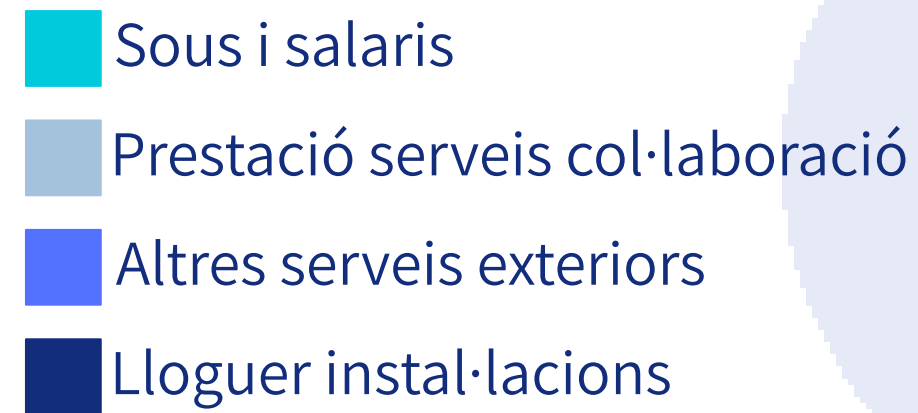 Sous i salaris
Prestació serveis col·laboració
Altres serveis exteriors
Lloguer instal·lacions